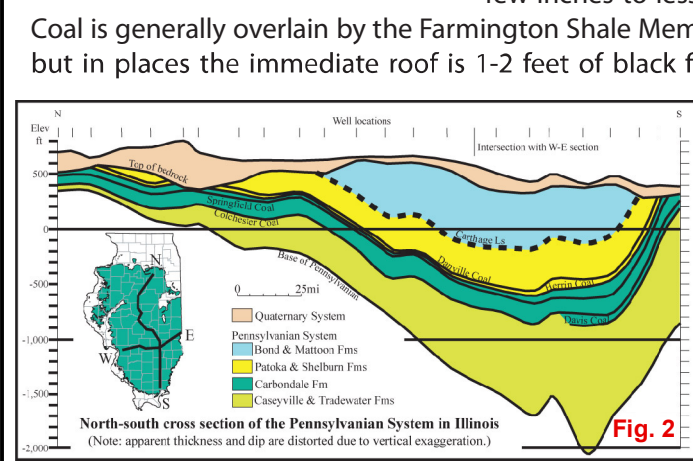 few inches to less
Coal is generally overlain by the Farmington Shale Mem
but in places the immediate roof is 1-2 feet of black f
N
S
Well locations
Elev
ft
Intersection with W-E section
Top of bedrock
500
Springfield Coal
Colchester Coal
0
Carthage Ls
Base of Pennsylvanian
Danville Coal
Herrin Coal
Davis Coal
N
E
W
S
0 25mi
-500
Quaternary System
Pennsylvanian System
Bond & Mattoon Fms
Patoka & Shelburn Fms
Carbondale Fm
Caseyville & Tradewater Fms
-1,000
-1,500
North-south cross section of the Pennsylvanian System in Illinois
Fig. 2
(Note: apparent thickness and dip are distorted due to vertical exaggeration.)
-2,000